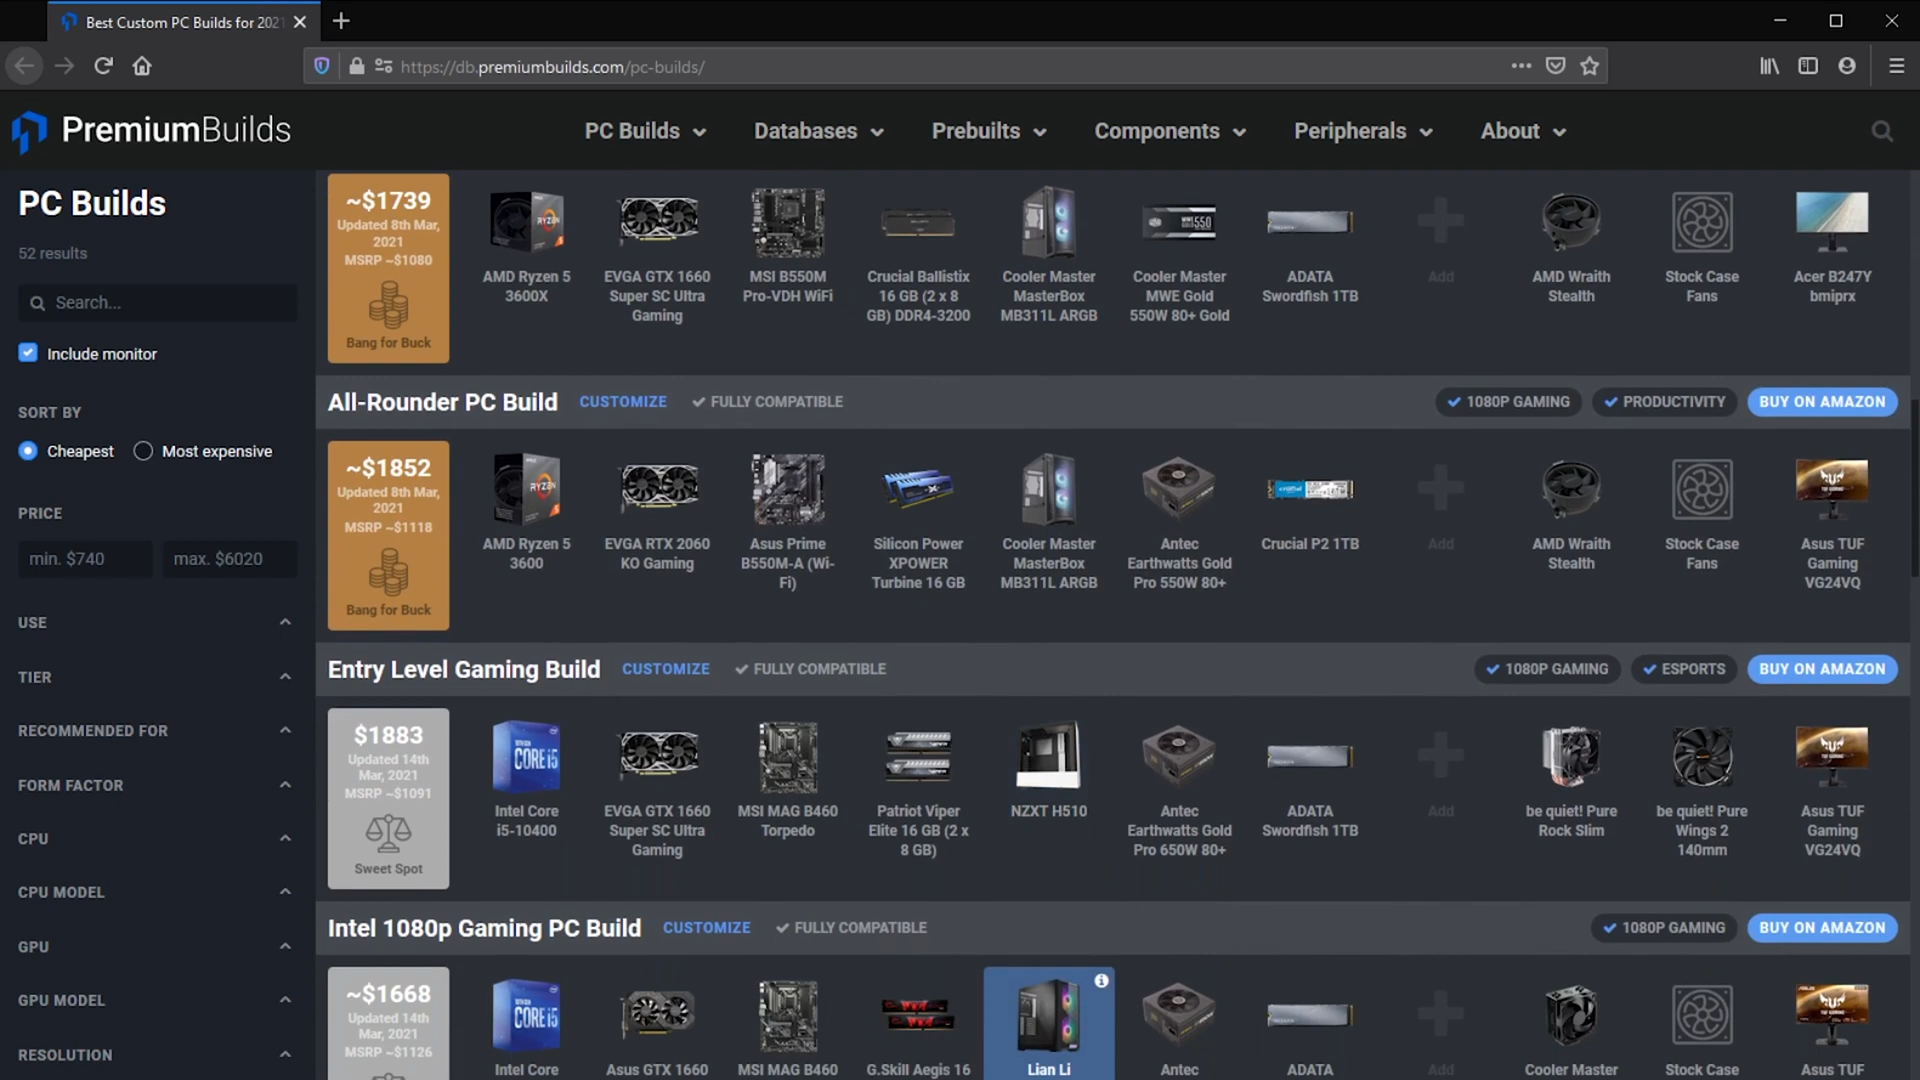 Best Custom PC Builds for 2021
https://db.premiumbuilds.com/pc-builds/
PremiumBuilds
PC Builds
Databases
Prebuilts
Components
Peripherals
About
PC Builds
52 results
Search...
Include monitor
SORT BY
Cheapest
Most expensive
PRICE
min. $740
max. $6020
USE
TIER
RECOMMENDED FOR
FORM FACTOR
CPU
CPU MODEL
GPU
GPU MODEL
RESOLUTION
~$1739
Updated 8th Mar,
2021
MSRP ~$1080
Bang for Buck
AMD Ryzen 5
3600X
EVGA GTX 1660
Super SC Ultra
Gaming
MSI B550M
Pro-VDH WiFi
Crucial Ballistix
16 GB (2 x 8
GB) DDR4-3200
Cooler Master
MasterBox
MB311L ARGB
Cooler Master
MWE Gold
550W 80+ Gold
ADATA
Swordfish 1TB
Add
AMD Wraith
Stealth
Stock Case
Fans
Acer B247Y
bmiprx
All-Rounder PC Build
CUSTOMIZE
FULLY COMPATIBLE
1080P GAMING
PRODUCTIVITY
BUY ON AMAZON
~$1852
Updated 8th Mar,
2021
MSRP ~$1118
Bang for Buck
AMD Ryzen 5
3600
EVGA RTX 2060
KO Gaming
Asus Prime
B550M-A (Wi-
Fi)
Silicon Power
XPOWER
Turbine 16 GB
Cooler Master
MasterBox
MB311L ARGB
Antec
Earthwatts Gold
Pro 550W 80+
Crucial P2 1TB
Add
AMD Wraith
Stealth
Stock Case
Fans
Asus TUF
Gaming
VG24VQ
Entry Level Gaming Build
CUSTOMIZE
FULLY COMPATIBLE
1080P GAMING
ESPORTS
BUY ON AMAZON
$1883
Updated 14th
Mar, 2021
MSRP ~$1091
Sweet Spot
Intel Core
i5-10400
EVGA GTX 1660
Super SC Ultra
Gaming
MSI MAG B460
Torpedo
Patriot Viper
Elite 16 GB (2 x
8 GB)
NZXT H510
Antec
Earthwatts Gold
Pro 650W 80+
ADATA
Swordfish 1TB
Add
be quiet! Pure
Rock Slim
be quiet! Pure
Wings 2
140mm
Asus TUF
Gaming
VG24VQ
Intel 1080p Gaming PC Build
CUSTOMIZE
FULLY COMPATIBLE
1080P GAMING
BUY ON AMAZON
~$1668
Updated 14th
Mar, 2021
MSRP ~$1126
Intel Core
Asus GTX 1660
MSI MAG B460
G.Skill Aegis 16
Lian Li
Antec
ADATA
Add
Cooler Master
Stock Case
Asus TUF